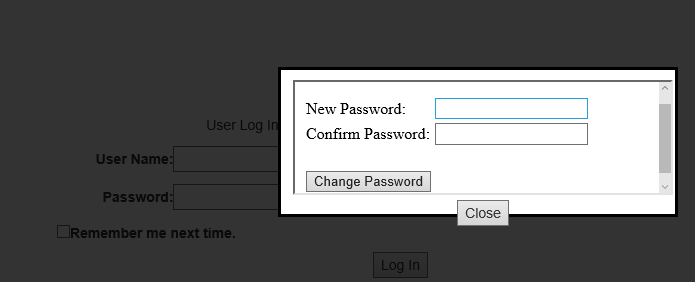 User Log In
User Name:
Password:
Remember me next time.
Log In
New Password:
Confirm Password:
Change Password
Close